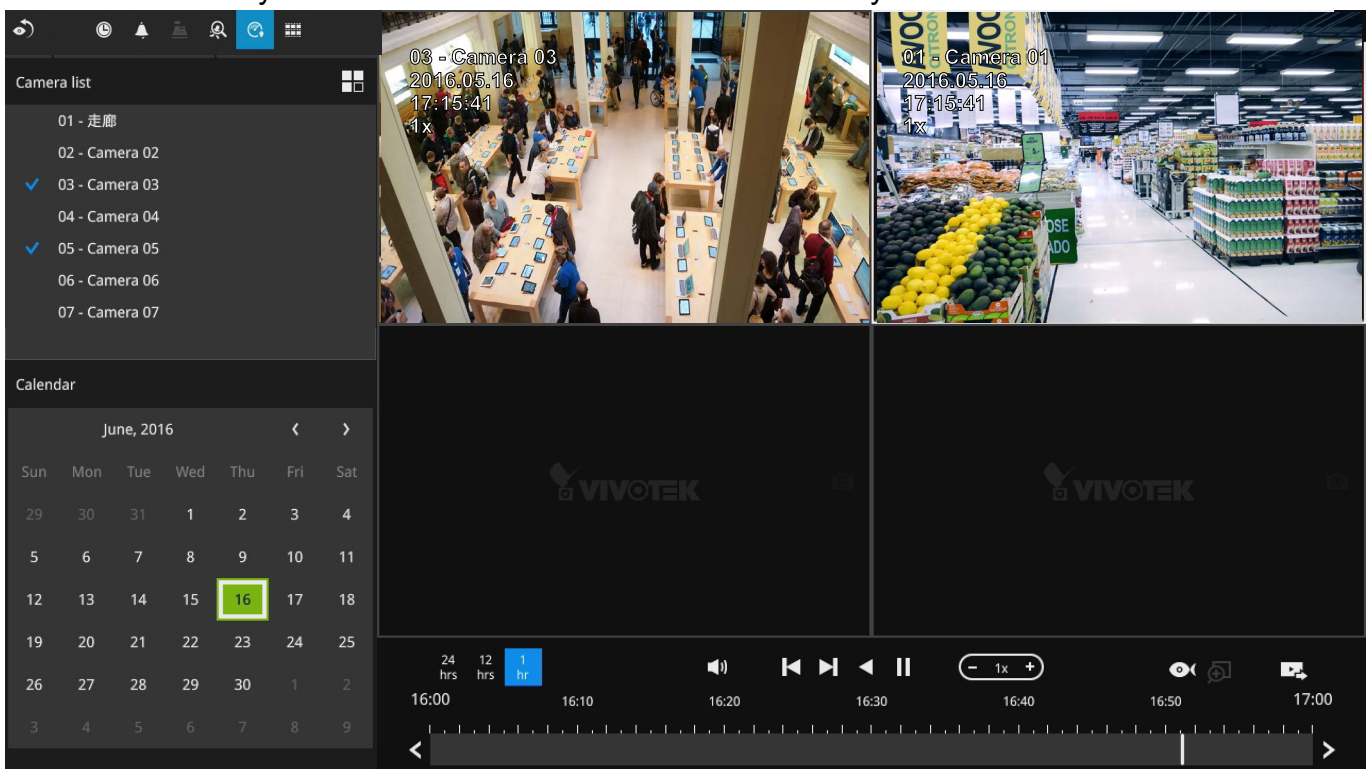 Camera list
01 - 走廊
02 - Camera 02
03 - Camera 03
04 - Camera 04
05 - Camera 05
06 - Camera 06
07 - Camera 07
Calendar
June, 2016
Sun Mon Tue Wed Thu Fri Sat
29 30 31 1 2 3 4
5 6 7 8 9 10 11
12 13 14 15 16 17 18
19 20 21 22 23 24 25
26 27 28 29 30 1 2
3 4 5 6 7 8 9
03 - Camera 03
2016.05.16
17:15:41
1x
01 - Camera 01
2016.05.16
17:15:41
1x
VIVOTEK
VIVOTEK
24 hrs
12 hrs
1 hr
- 1x +
16:00 16:10 16:20 16:30 16:40 16:50 17:00